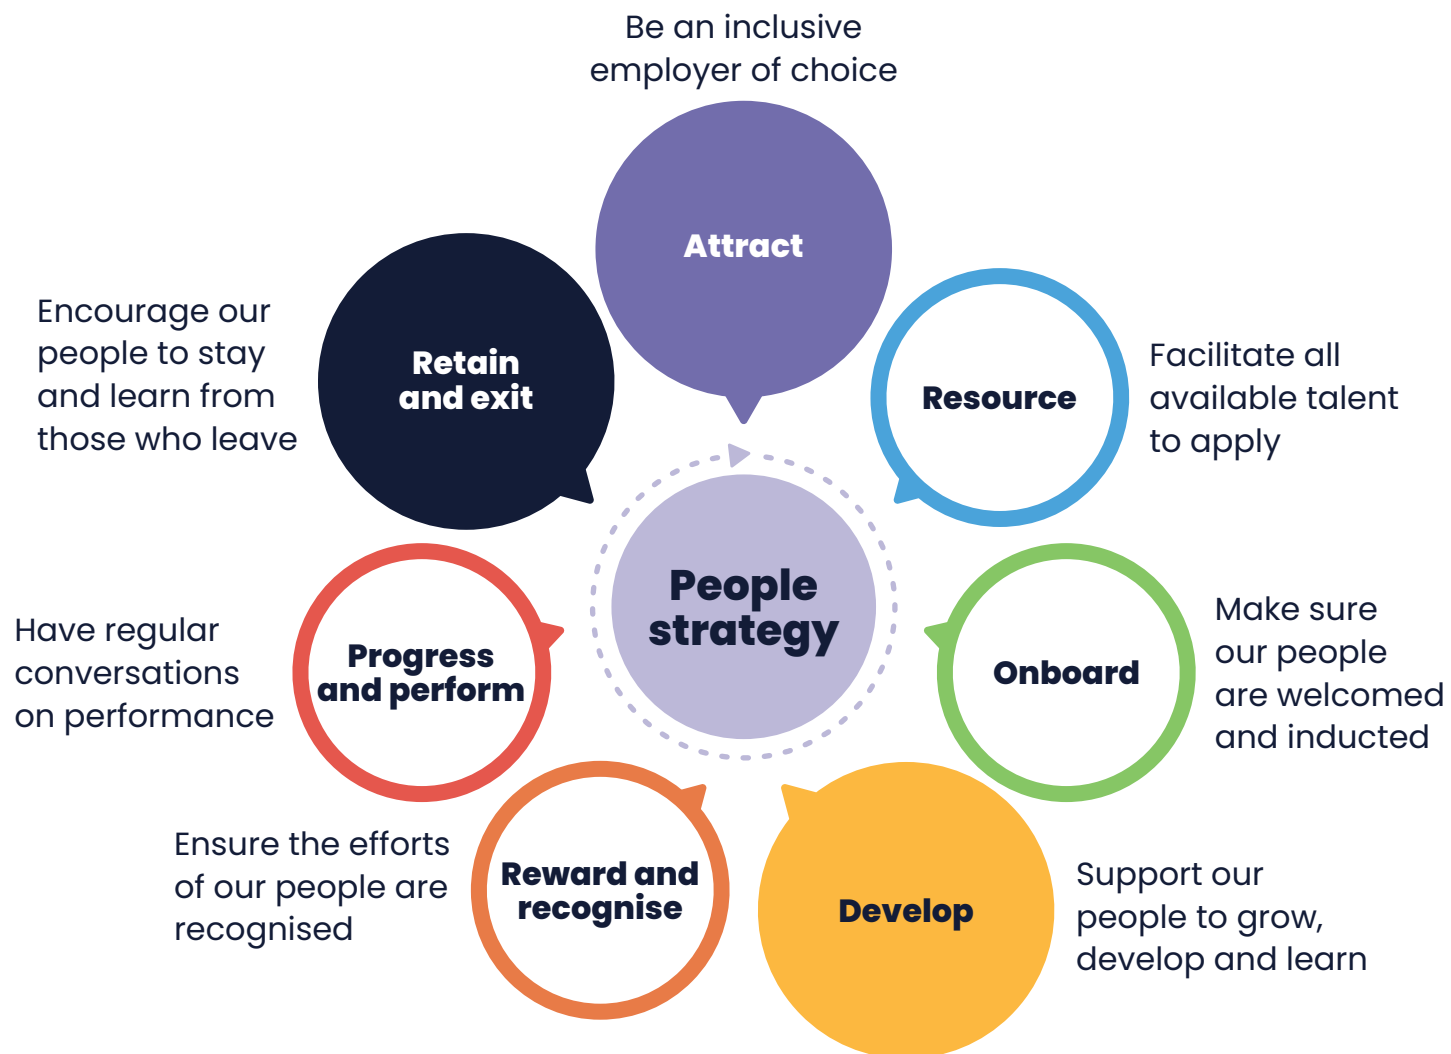 Be an inclusive
employer of choice
Attract
Resource
Facilitate all
available talent
to apply
Onboard
Make sure
our people
are welcomed
and inducted
Develop
Support our
people to grow,
develop and learn
Reward and
recognise
Ensure the efforts
of our people are
recognised
Progress
and perform
Have regular
conversations
on performance
Retain
and exit
Encourage our
people to stay
and learn from
those who leave
People
strategy